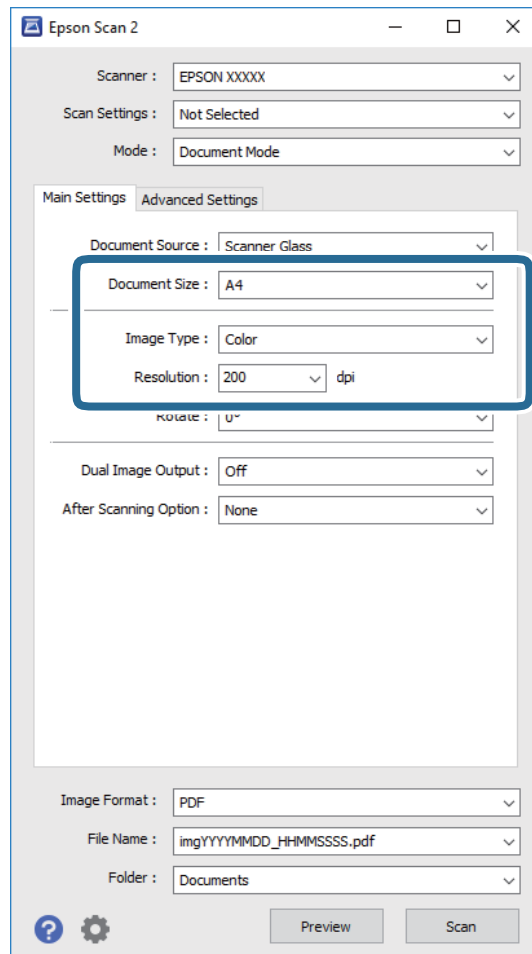 Epson Scan 2
Scanner : EPSON XXXXX
Scan Settings : Not Selected
Mode : Document Mode
Main Settings Advanced Settings
Document Source : Scanner Glass
Document Size : A4
Image Type : Color
Resolution : 200 dpi
Rotate : 0°
Dual Image Output : Off
After Scanning Option : None
Image Format : PDF
File Name : imgYYYYMMDD_HHMMSSSS.pdf
Folder : Documents
? Preview Scan